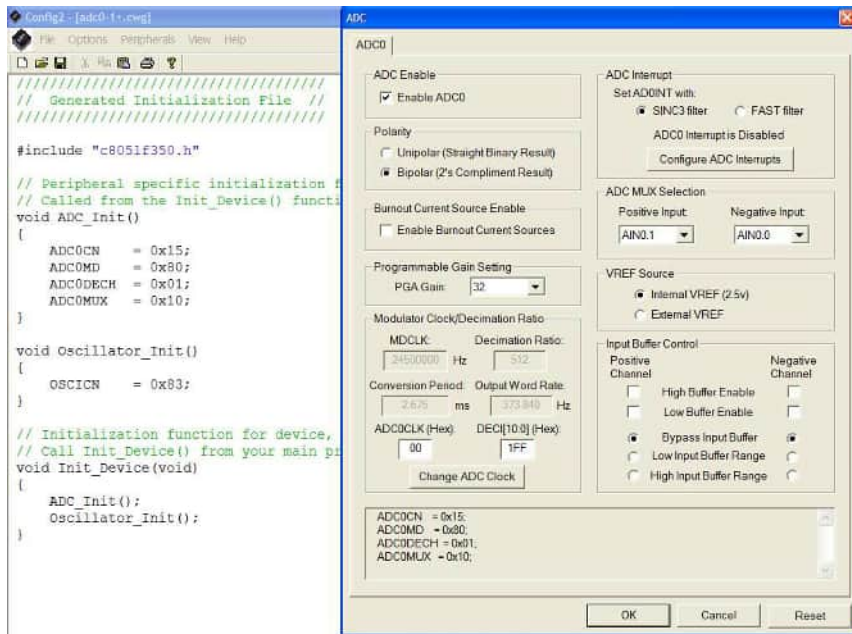 Config2 - [adc0-1*.cwg]
File Options Peripherals View Help
/////////////////////////////////////
// Generated Initialization File //
/////////////////////////////////////
#include "c8051f350.h"
// Peripheral specific initialization f
// Called from the Init_Device() functi
void ADC_Init()
{
ADC0CN = 0x15;
ADC0MD = 0x80;
ADC0DECH = 0x01;
ADC0MUX = 0x10;
}
void Oscillator_Init()
{
OSCICN = 0x83;
}
// Initialization function for device,
// Call Init_Device() from your main pr
void Init_Device(void)
{
ADC_Init();
Oscillator_Init();
}
ADC
ADC0
ADC Enable
Enable ADC0
Polarity
Unipolar (Straight Binary Result)
Bipolar (2's Compliment Result)
Burnout Current Source Enable
Enable Burnout Current Sources
Programmable Gain Setting
PGA Gain: 32
Modulator Clock/Decimation Ratio
MDCLK: Decimation Ratio:
24500000 Hz 512
Conversion Period: Output Word Rate:
2.675 ms 373.840 Hz
ADC0CLK (Hex): DECI[10:0] (Hex):
00 1FF
Change ADC Clock
ADC Interrupt
Set AD0INT with:
SINC3 filter FAST filter
ADC0 Interrupt is Disabled
Configure ADC Interrupts
ADC MUX Selection
Positive Input: Negative Input:
AIN0.1 AIN0.0
VREF Source
Internal VREF (2.5v)
External VREF
Input Buffer Control
Positive Channel Negative Channel
High Buffer Enable
Low Buffer Enable
Bypass Input Buffer
Low Input Buffer Range
High Input Buffer Range
ADC0CN = 0x15;
ADC0MD = 0x80;
ADC0DECH = 0x01;
ADC0MUX = 0x10;
OK Cancel Reset